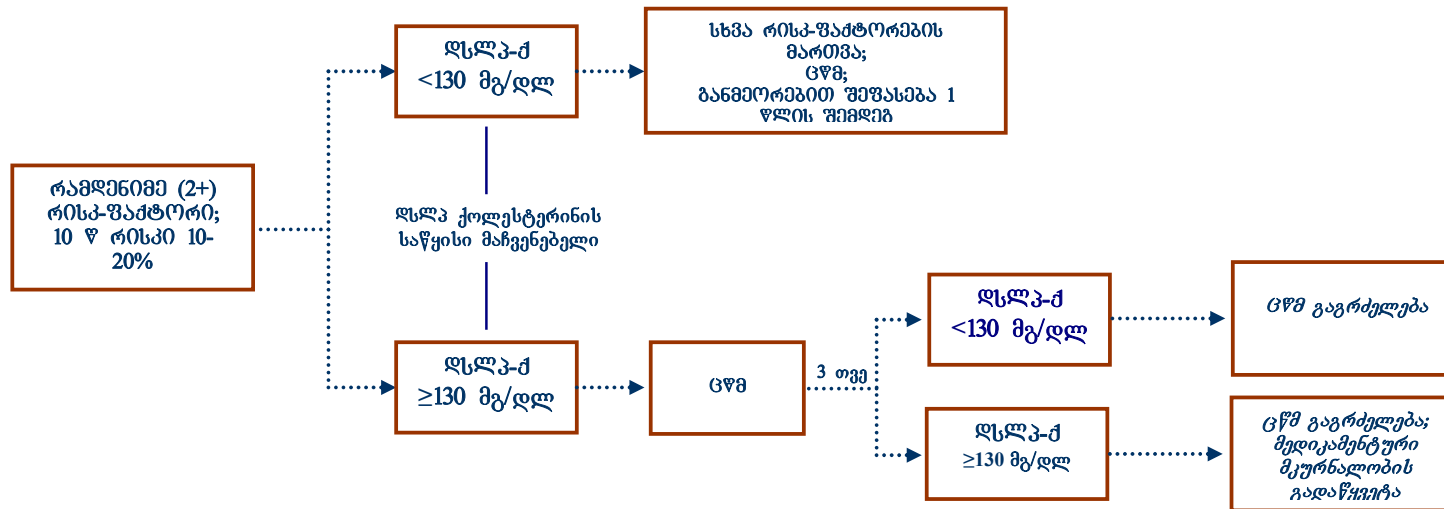 რამდენიმე (2+)
რისკ-ფაქტორი;
10 წ რისკი 10-
20%
დსლპ-ქ
<130 მგ/დლ
სხვა რისკ-ფაქტორების
მართვა;
ცწმ;
განმეორებით შეფასება 1
წლის შემდეგ
დსლპ ქოლესტერინის
საწყისი მაჩვენებელი
დსლპ-ქ
≥130 მგ/დლ
ცწმ
3 თვე
დსლპ-ქ
<130 მგ/დლ
ცწმ გაგრძელება
დსლპ-ქ
≥130 მგ/დლ
ცწმ გაგრძელება;
მედიკამენტური
მკურნალობის
გადაწყვეტა